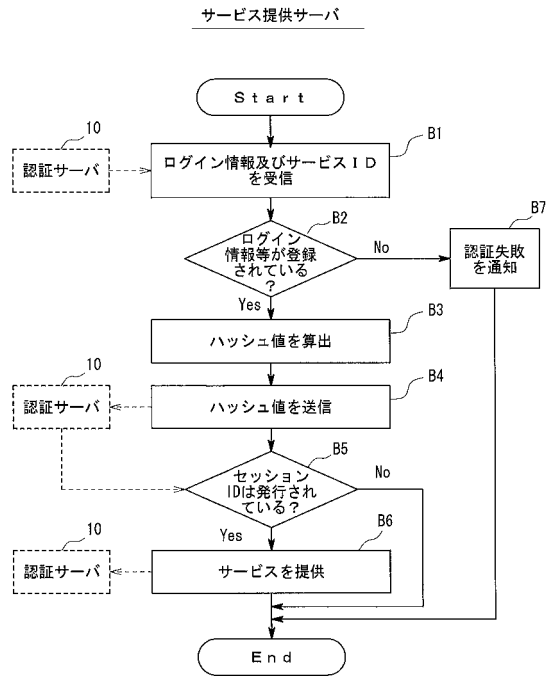 サービス提供サーバ
Ｓｔａｒｔ
10
認証サーバ
B1
ログイン情報及びサービスＩＤ
を受信
B2
ログイン
情報等が登録
されている
？
No
Yes
B7
認証失敗
を通知
B3
ハッシュ値を算出
10
認証サーバ
B4
ハッシュ値を送信
B5
セッション
IDは発行され
ている？
No
Yes
10
認証サーバ
B6
サービスを提供
Ｅｎｄ